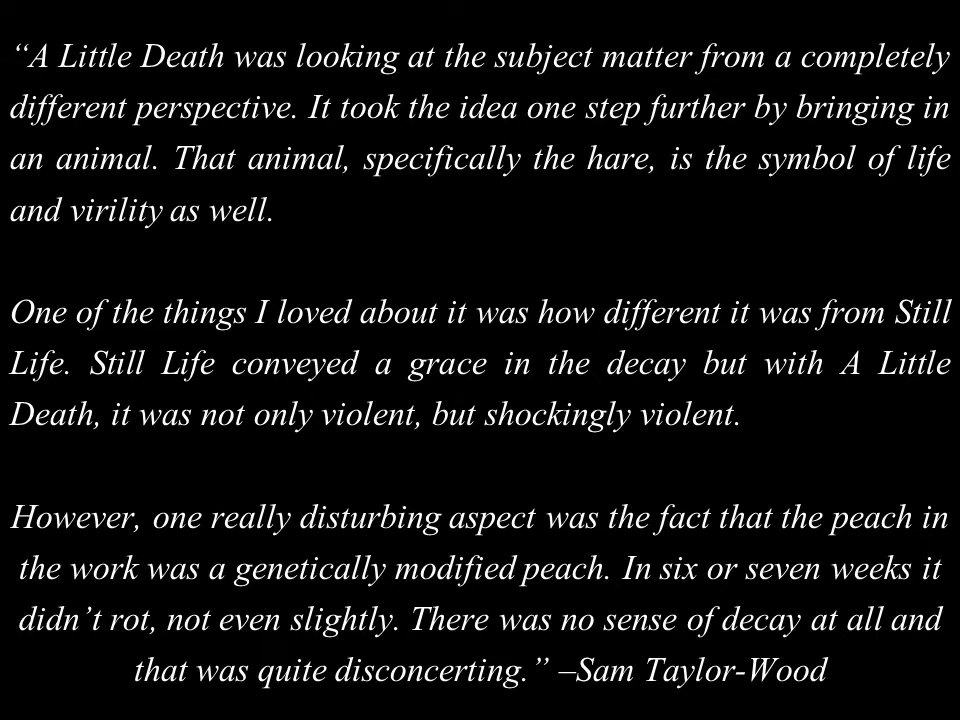 “A Little Death was looking at the subject matter from a completely
different perspective. It took the idea one step further by bringing in
an animal. That animal, specifically the hare, is the symbol of life
and virility as well.
One of the things I loved about it was how different it was from Still
Life. Still Life conveyed a grace in the decay but with A Little
Death, it was not only violent, but shockingly violent.
However, one really disturbing aspect was the fact that the peach in
the work was a genetically modified peach. In six or seven weeks it
didn’t rot, not even slightly. There was no sense of decay at all and
that was quite disconcerting.” –Sam Taylor-Wood